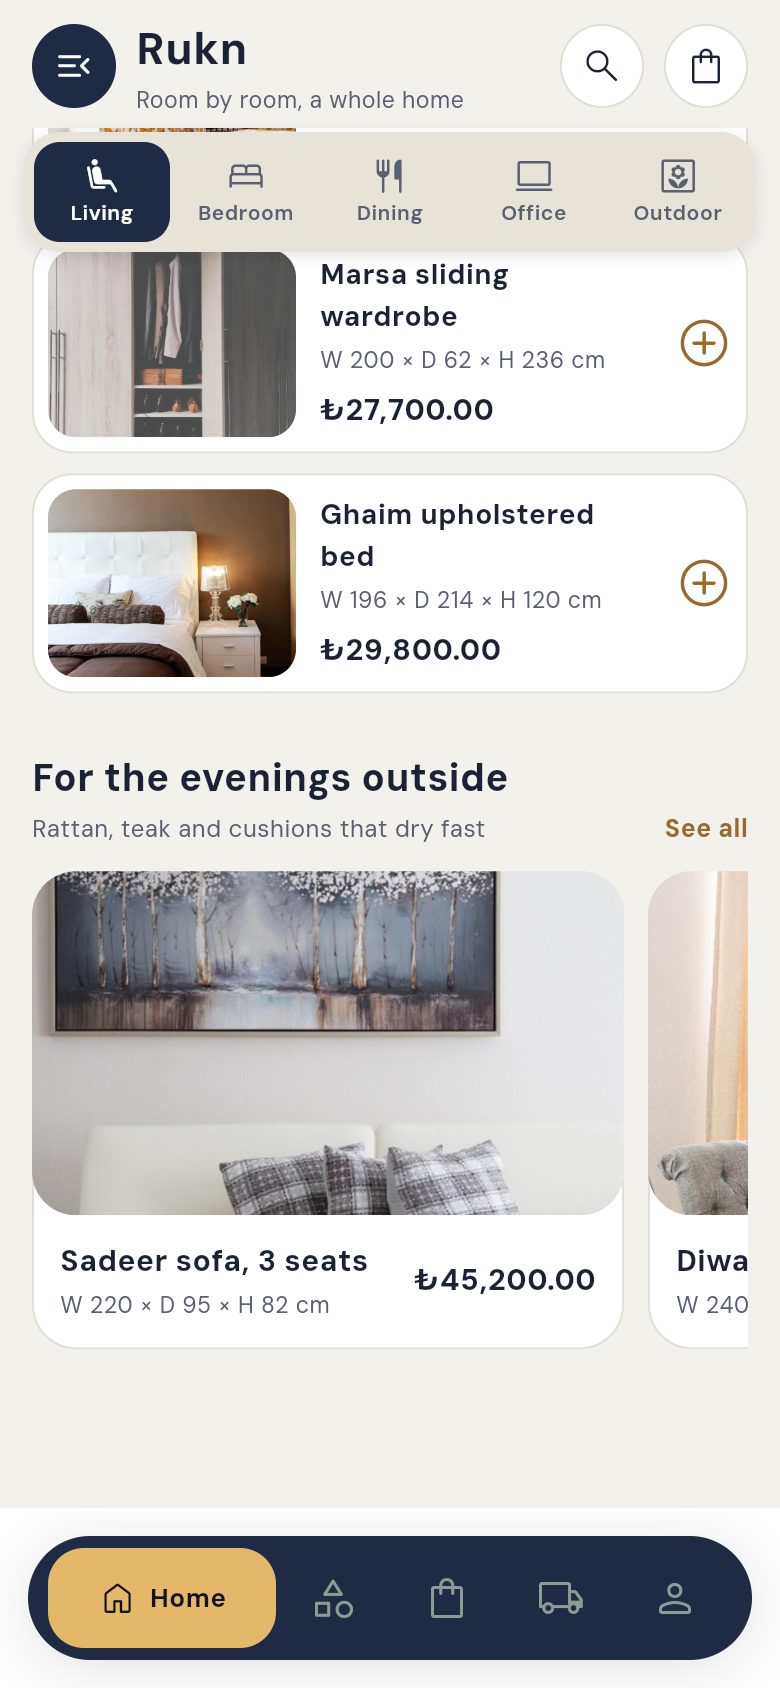 Rukn
Room by room, a whole home
Living
Bedroom
Dining
Office
Outdoor
Marsa sliding
wardrobe
W 200 × D 62 × H 236 cm
₺27,700.00
Ghaim upholstered
bed
W 196 × D 214 × H 120 cm
₺29,800.00
For the evenings outside
Rattan, teak and cushions that dry fast
See all
Sadeer sofa, 3 seats
W 220 × D 95 × H 82 cm
₺45,200.00
Diwa
W 240
Home